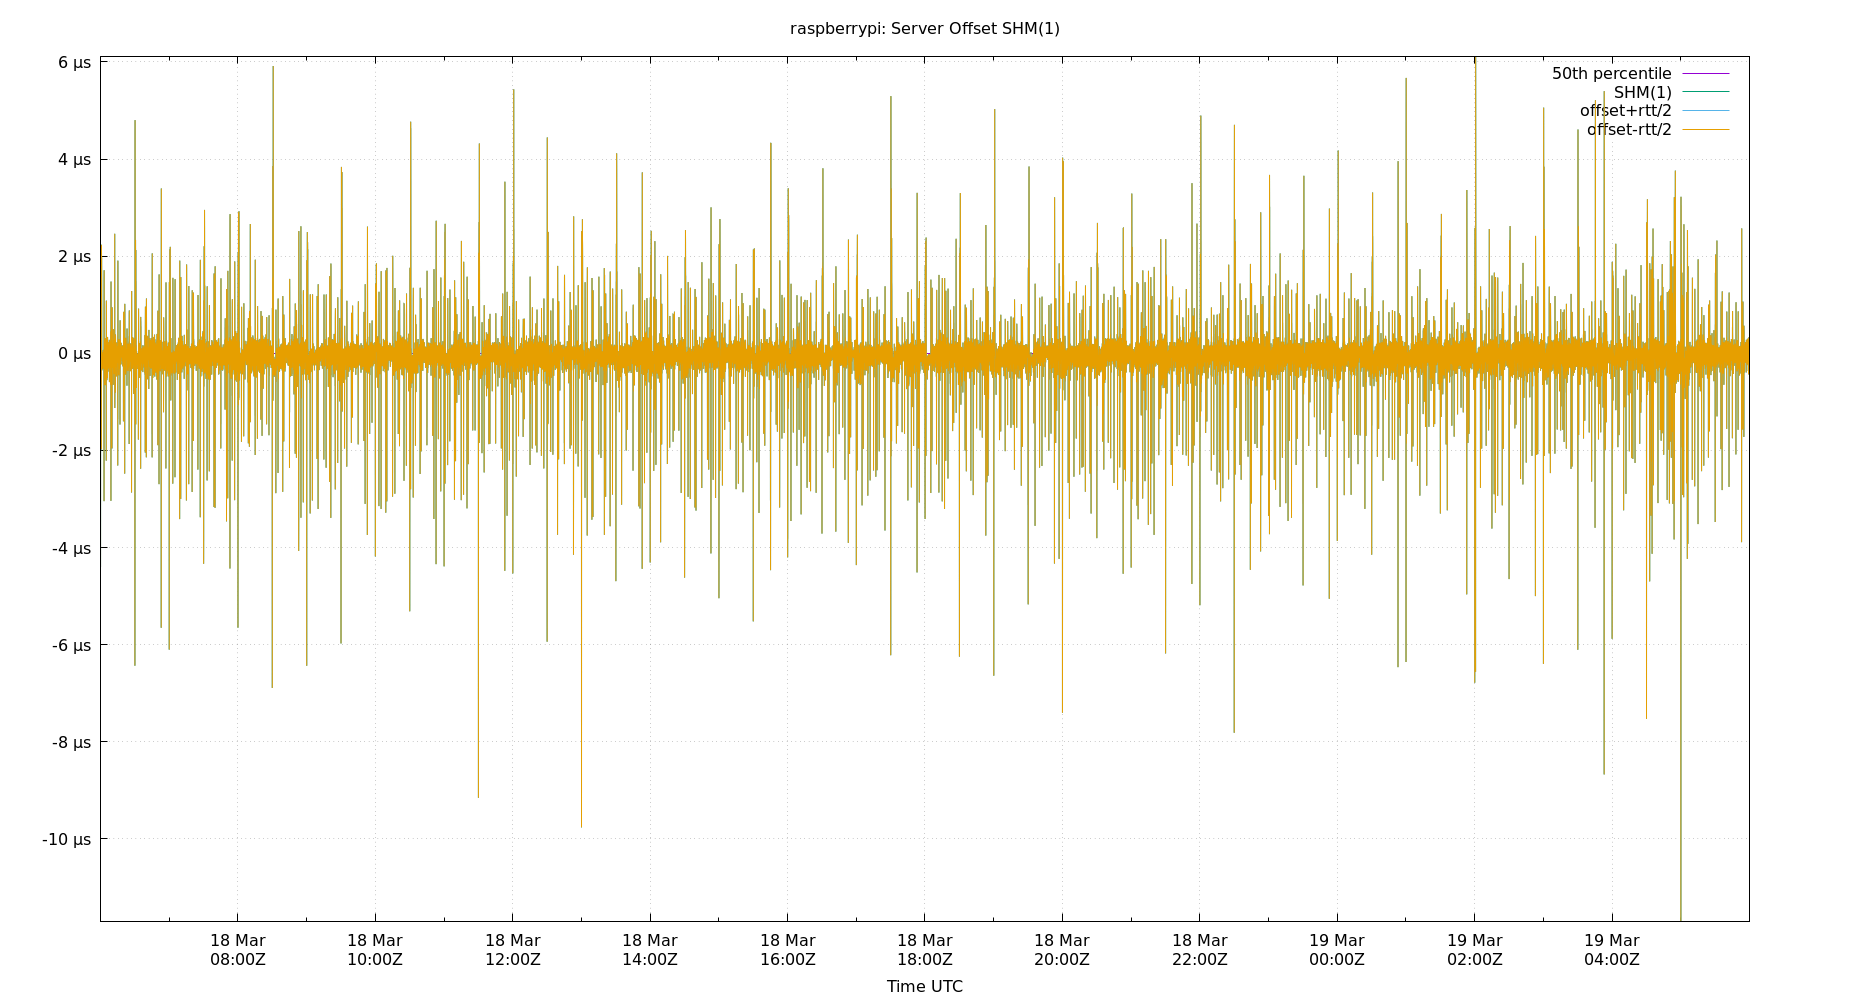 raspberrypi: Server Offset SHM(1)
6 µs
4 µs
2 µs
0 µs
-2 µs
-4 µs
-6 µs
-8 µs
-10 µs
50th percentile
SHM(1)
offset+rtt/2
offset-rtt/2
18 Mar 18 Mar 18 Mar 18 Mar 18 Mar 18 Mar 18 Mar 18 Mar 19 Mar 19 Mar 19 Mar
08:00Z 10:00Z 12:00Z 14:00Z 16:00Z 18:00Z 20:00Z 22:00Z 00:00Z 02:00Z 04:00Z
Time UTC